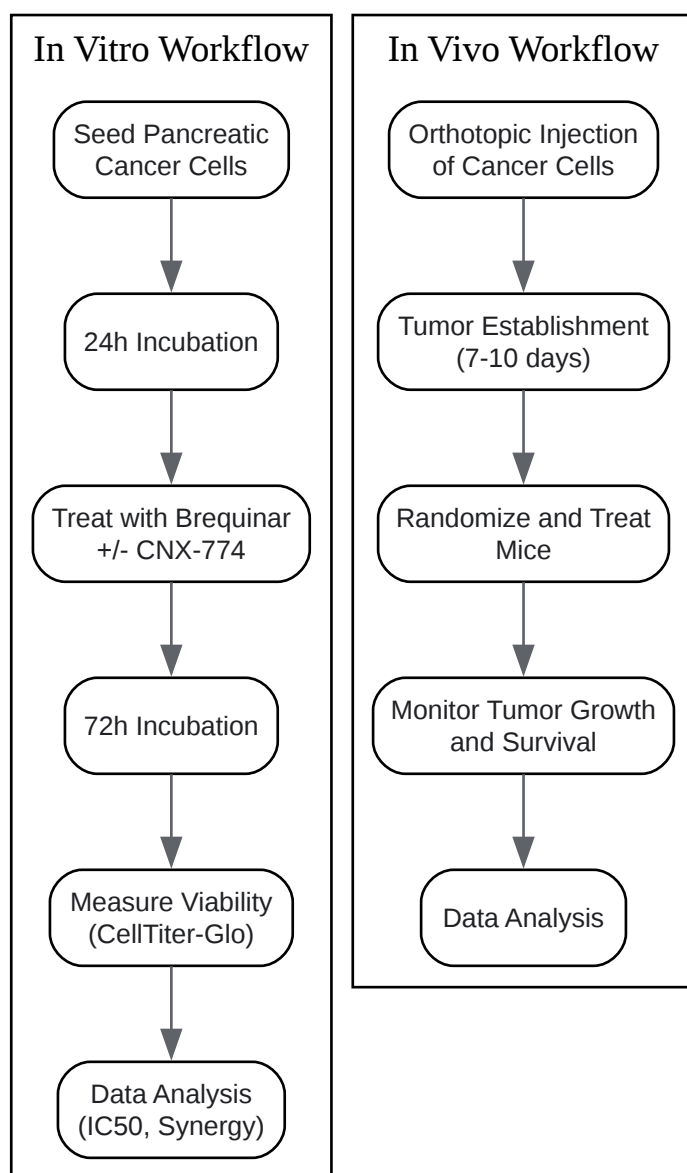 In Vitro Workflow
Seed Pancreatic
Cancer Cells
24h Incubation
Treat with Brequinar
+/- CNX-774
72h Incubation
Measure Viability
(CellTiter-Glo)
Data Analysis
(IC50, Synergy)
In Vivo Workflow
Orthotopic Injection
of Cancer Cells
Tumor Establishment
(7-10 days)
Randomize and Treat
Mice
Monitor Tumor Growth
and Survival
Data Analysis